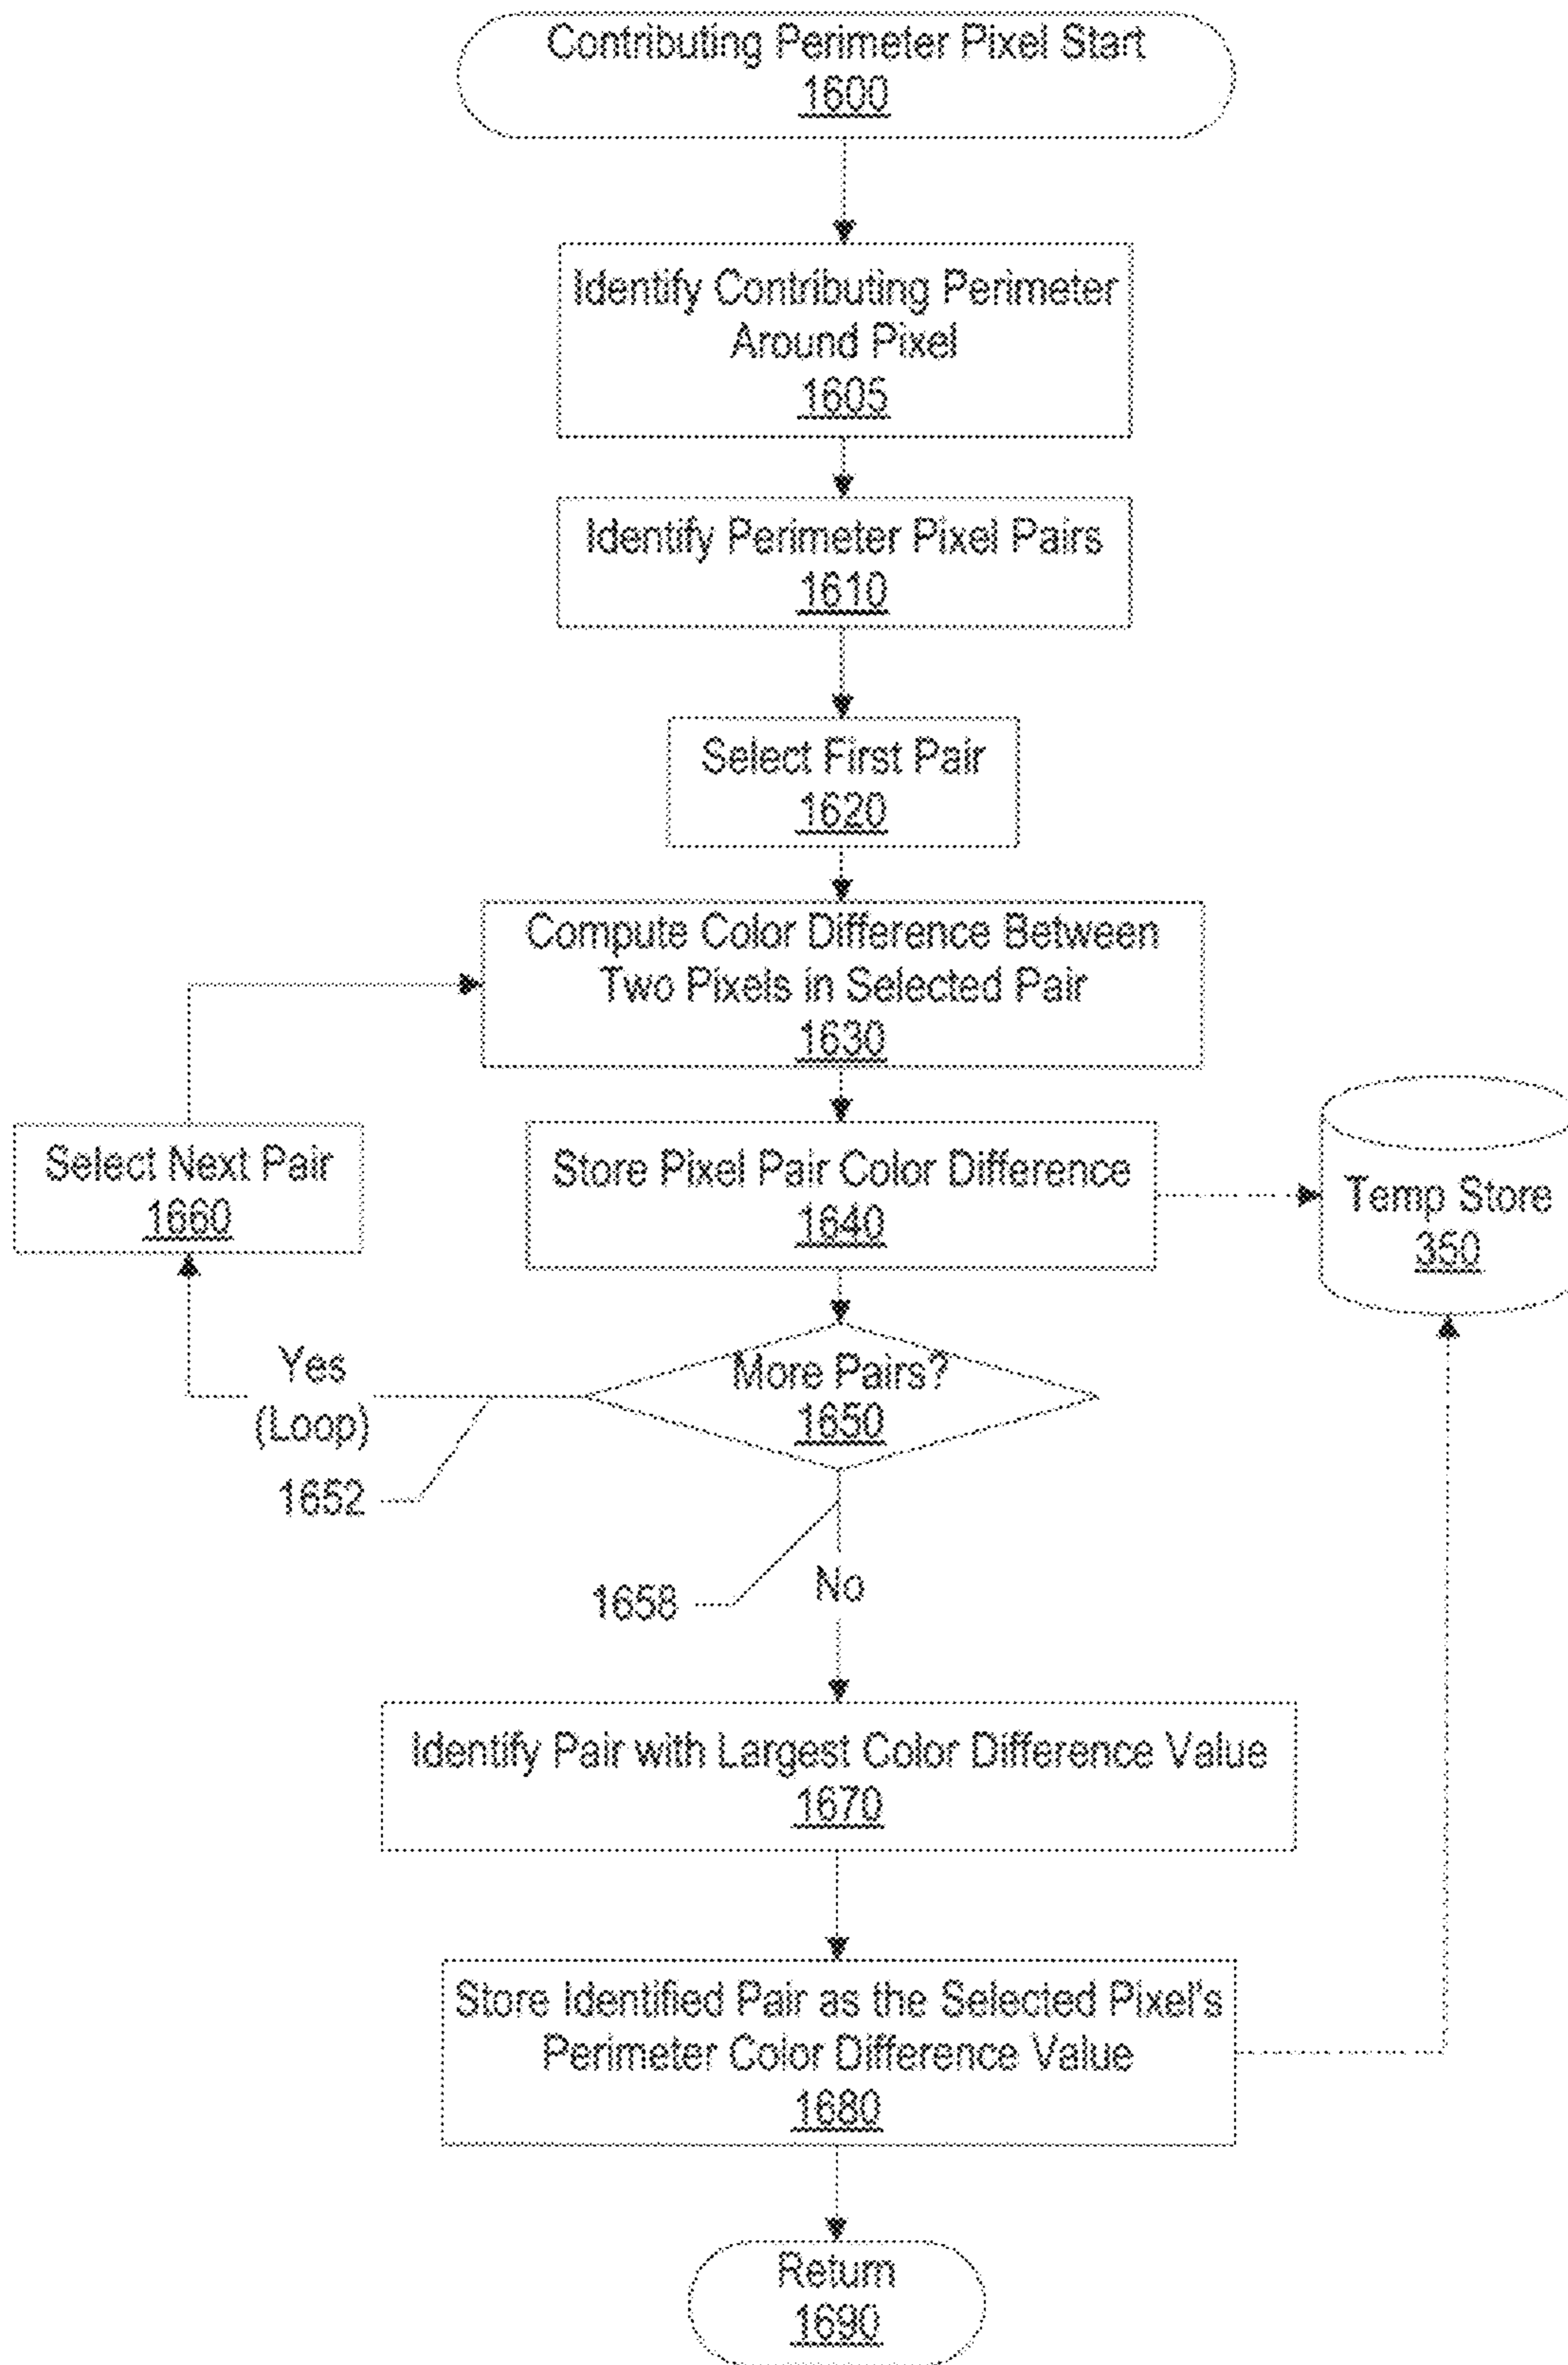 Contributing Perimeter Pixel Start
1600
Identify Contributing Perimeter
Around Pixel
1605
Identify Perimeter Pixel Pairs
1610
Select First Pair
1620
Compute Color Difference Between
Two Pixels in Selected Pair
1630
Select Next Pair
1660
Store Pixel Pair Color Difference
1640
Temp Store
350
Yes
(Loop)
More Pairs?
1650
1652
1658
No
Identify Pair with Largest Color Difference Value
1670
Store Identified Pair as the Selected Pixel's
Perimeter Color Difference Value
1680
Return
1690